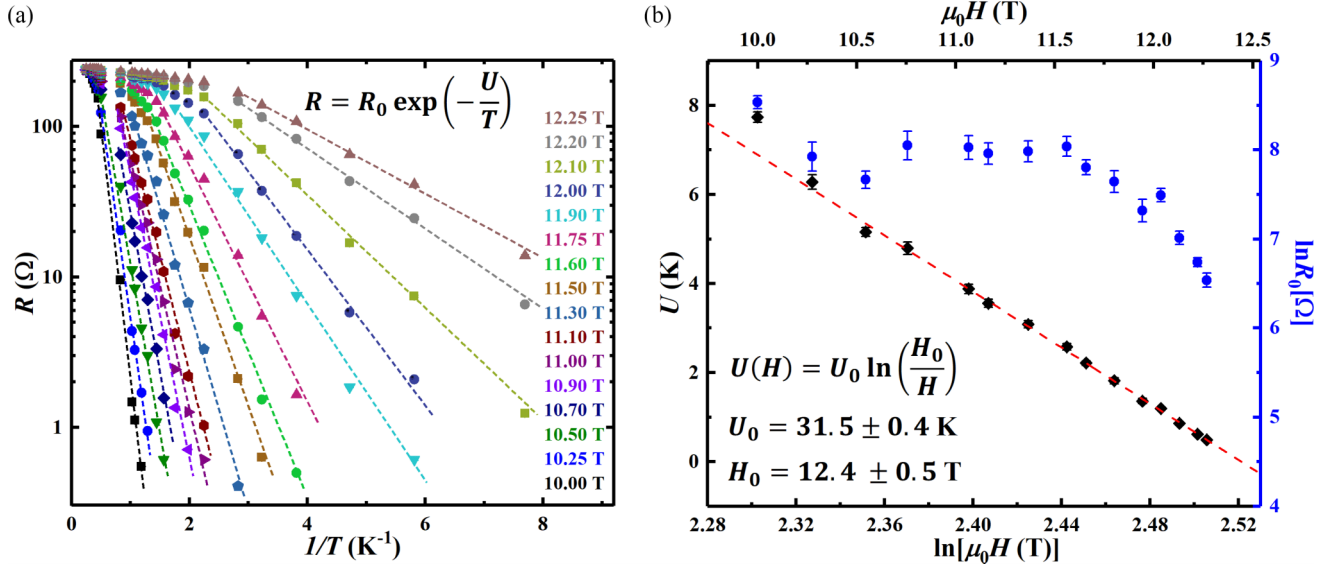 (a)
R = R₀ exp(−U/T)
12.25 T
12.20 T
12.10 T
12.00 T
11.90 T
11.75 T
11.60 T
11.50 T
11.30 T
11.10 T
11.00 T
10.90 T
10.70 T
10.50 T
10.25 T
10.00 T
100
10
1
R (Ω)
0 2 4 6 8
1/T (K⁻¹)
(b)
μ₀H (T)
10.0 10.5 11.0 11.5 12.0 12.5
8
6
4
2
0
U (K)
9
8
7
6
5
4
lnR₀[Ω]
U(H) = U₀ ln(H₀/H)
U₀ = 31.5 ± 0.4 K
H₀ = 12.4 ± 0.5 T
2.28 2.32 2.36 2.40 2.44 2.48 2.52
ln[μ₀H (T)]